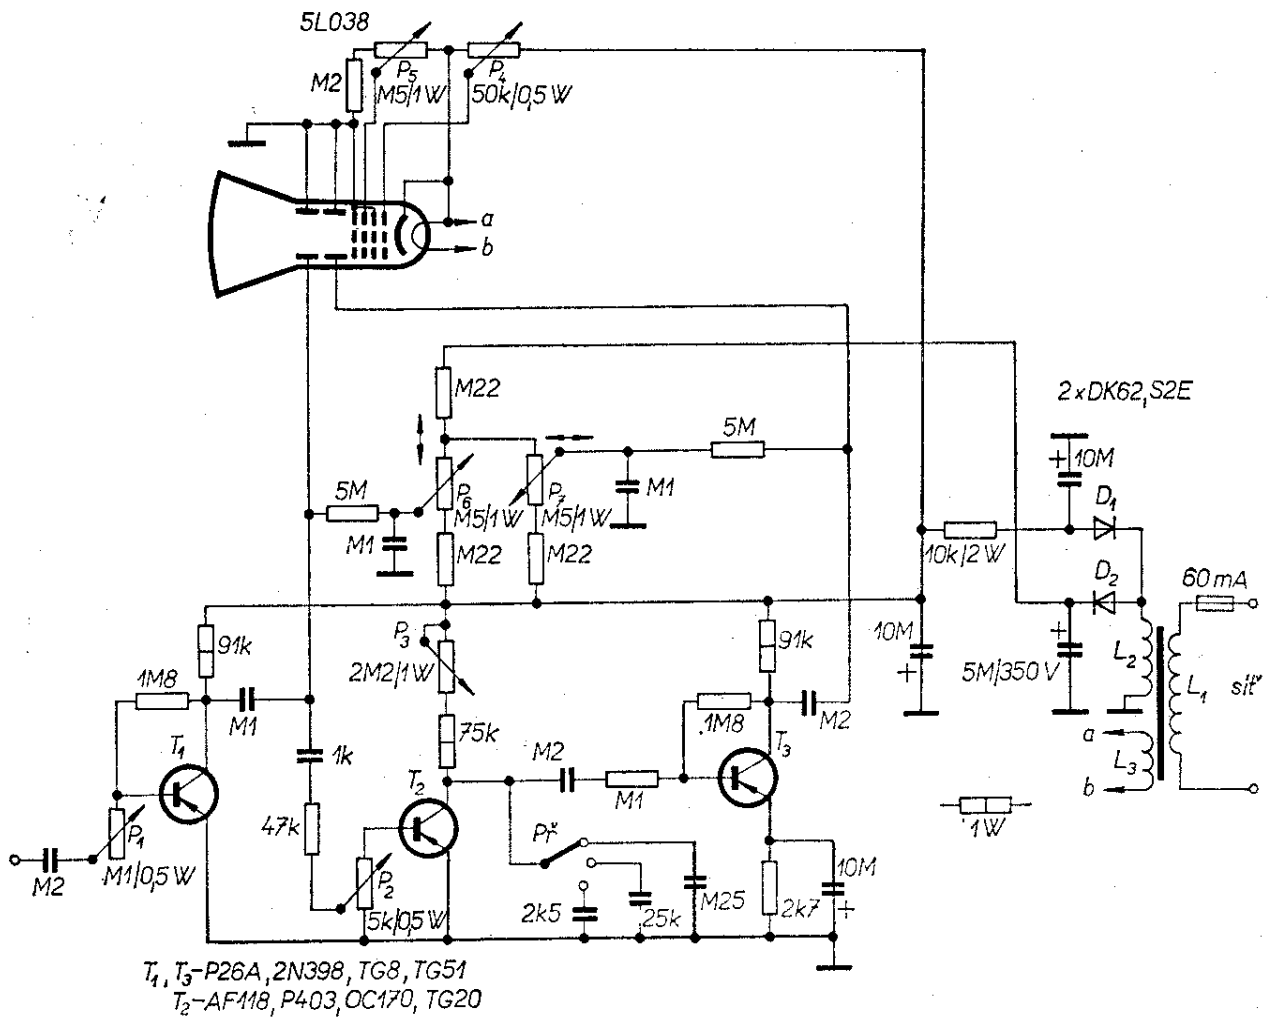 5L038
M2
P5
M5/1W
P4
50k/0,5W
a
b
M22
2xDK62,S2E
5M
10M
5M
P6
M5/1W
P7
M5/1W
M1
M1
D1
10k/2W
M22
M22
D2
60mA
91k
P3
2M2/1W
91k
10M
5M/350V
L2
L1
síť
1M8
M1
1M8
M2
75k
T1
1k
T2
M2
M1
T3
a
L3
b
1W
47k
P1
M1/0,5W
M2
P2
5k/0,5W
Př
2k5
25k
M25
2k7
10M
T1, T3-P26A, 2N398, TG8, TG51
T2-AF118, P403, OC170, TG20